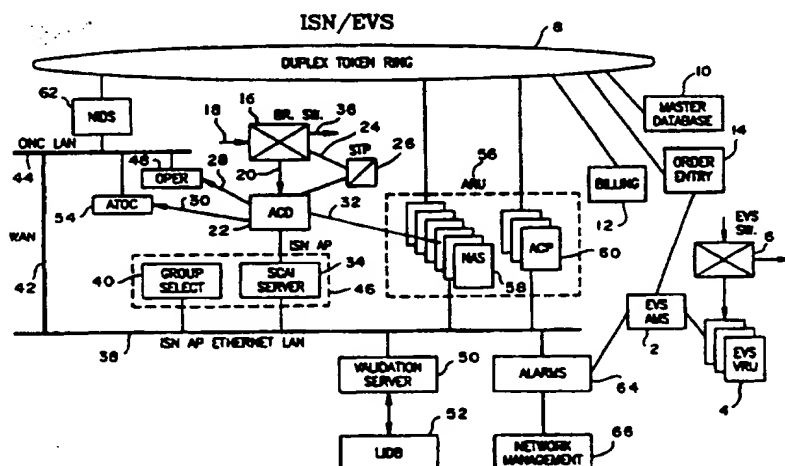 ISN/EVS
8
DUPLEX TOKEN RING
62
NIDS
18
16
BR. SW.
36
24
STP
26
10
MASTER DATABASE
14
ORDER ENTRY
ONC LAN
44
48
OPER
28
20
56
ARU
BILLING
12
54
ATOC
30
ACD
22
32
ISN AP
WAN
42
40
GROUP SELECT
SCAI SERVER
34
46
MAS
58
ACP
60
EVS SW.
6
EVS AMS
2
EVS VRU
4
38
ISN AP ETHERNET LAN
VALIDATION SERVER
50
ALARMS
64
LIDB
52
NETWORK MANAGEMENT
66